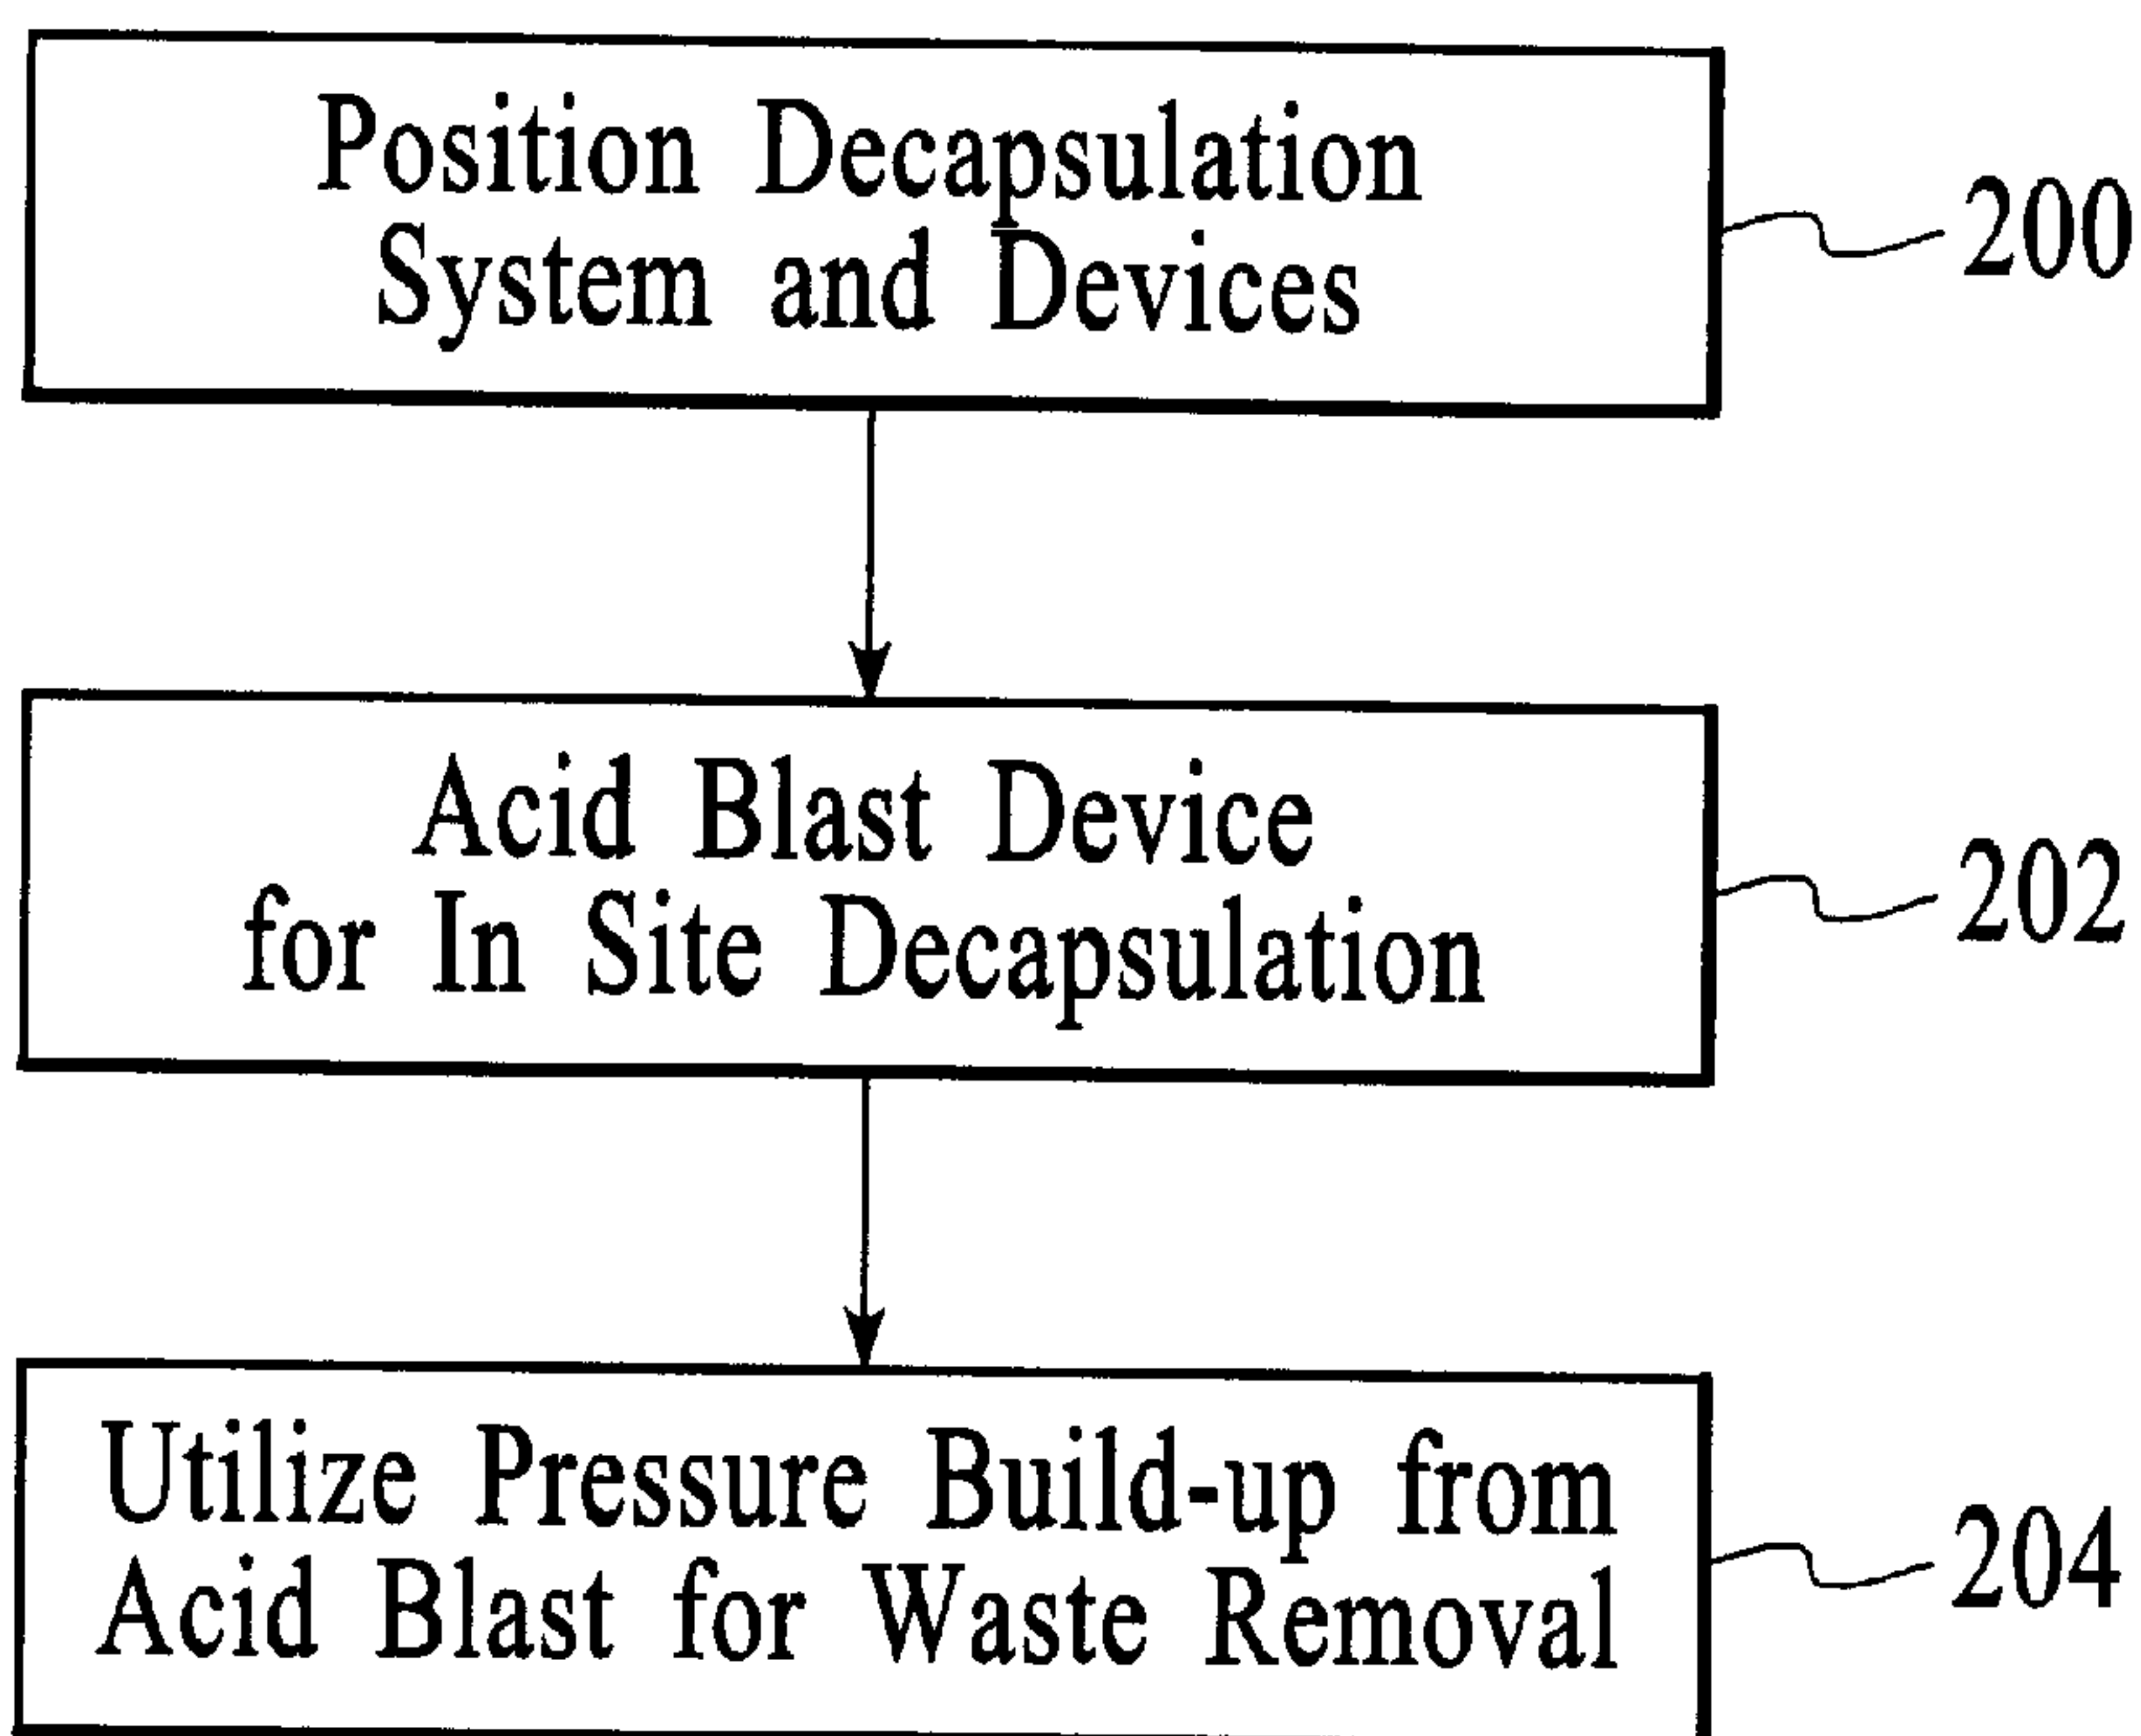 Position Decapsulation
System and Devices
200
Acid Blast Device
for In Site Decapsulation
202
Utilize Pressure Build-up from
Acid Blast for Waste Removal
204